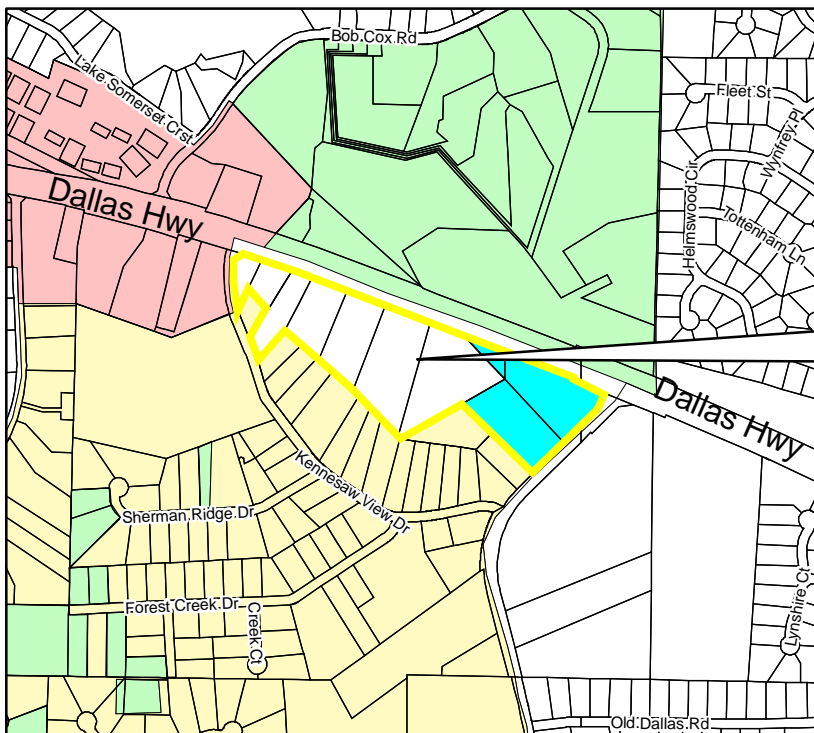 Bob Cox Rd
Lake Somerset Crst
Fleet St
Wynfrey Pl
Helmswood Cir
Tottenham Ln
Dallas Hwy
Dallas Hwy
Kennesaw View Dr
Sherman Ridge Dr
Forest Creek Dr
Creek Ct
Lynshire Ct
Old Dallas Rd